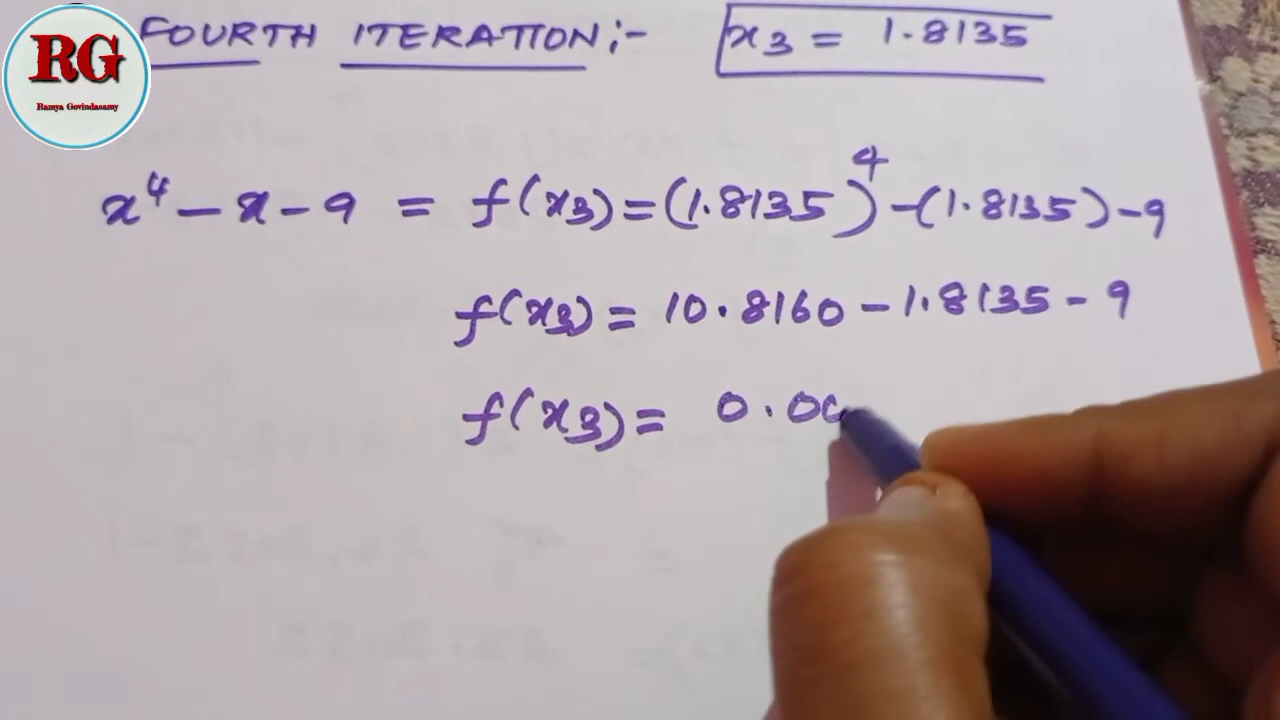 RG
Ramya Govindasamy
FOURTH ITERATION :- x3 = 1.8135
x⁴ - x - 9 = f(x3) = (1.8135)⁴ - (1.8135) - 9
f(x3) = 10.8160 - 1.8135 - 9
f(x3) = 0.00